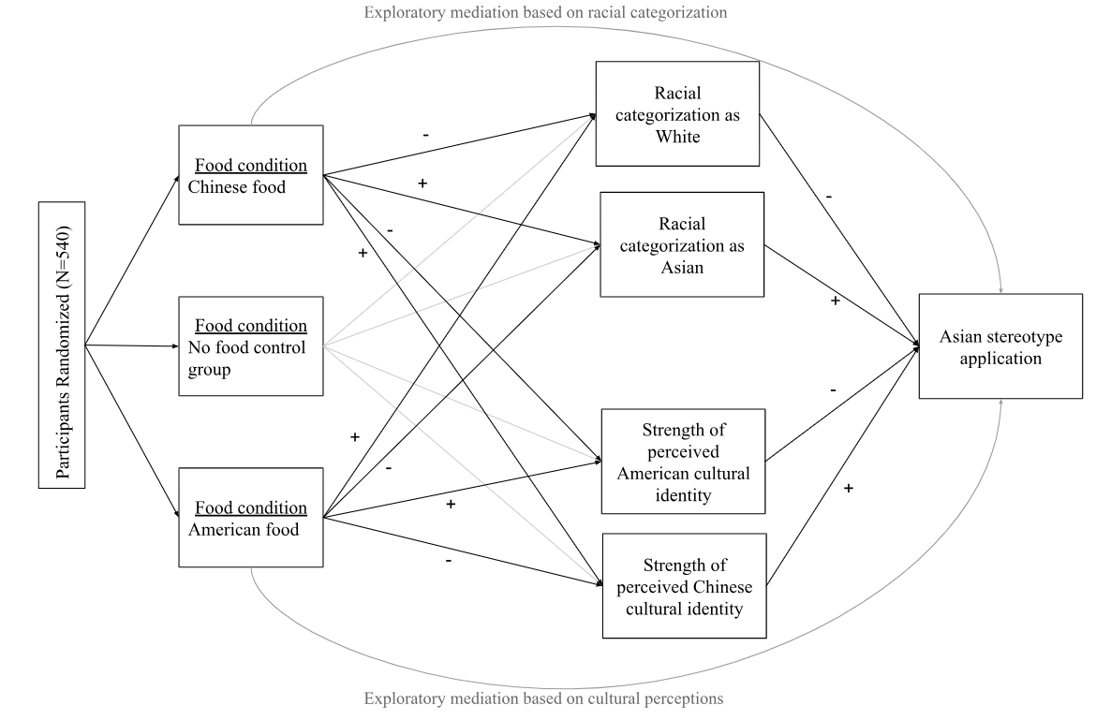 Exploratory mediation based on racial categorization
Participants Randomized (N=540)
Food condition
Chinese food
Food condition
No food control
group
Food condition
American food
-
+
-
+
+
-
+
-
Racial
categorization as
White
Racial
categorization as
Asian
Strength of
perceived
American cultural
identity
Strength of
perceived Chinese
cultural identity
-
+
-
+
Asian stereotype
application
Exploratory mediation based on cultural perceptions